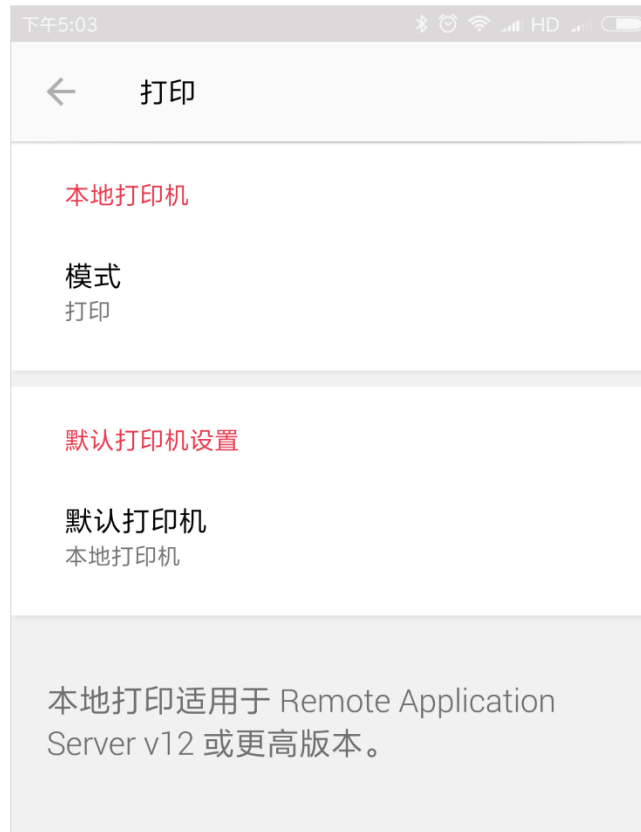 下午5:03 HD
打印
本地打印机
模式
打印
默认打印机设置
默认打印机
本地打印机
本地打印适用于 Remote Application
Server v12 或更高版本。